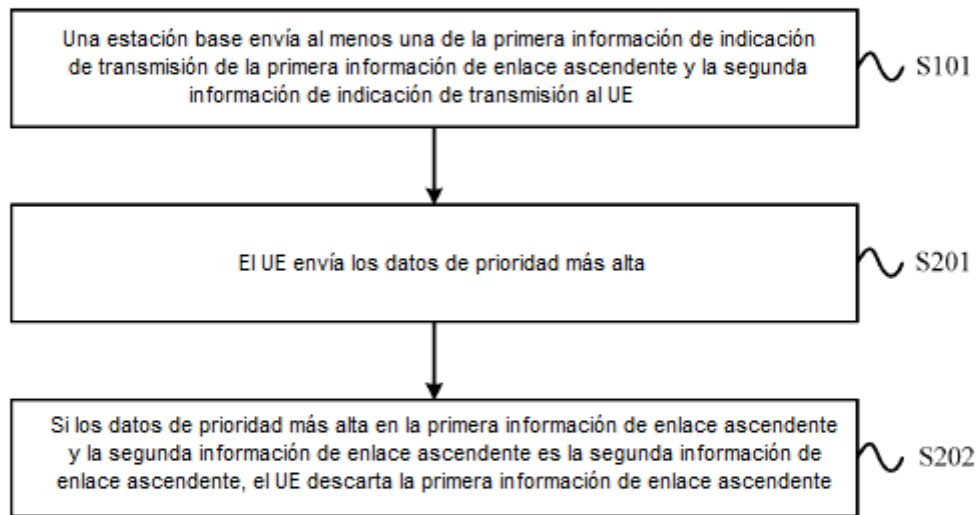 Una estación base envía al menos una de la primera información de indicación
de transmisión de la primera información de enlace ascendente y la segunda
información de indicación de transmisión al UE
S101
El UE envía los datos de prioridad más alta
S201
Si los datos de prioridad más alta en la primera información de enlace ascendente
y la segunda información de enlace ascendente es la segunda información de
enlace ascendente, el UE descarta la primera información de enlace ascendente
S202